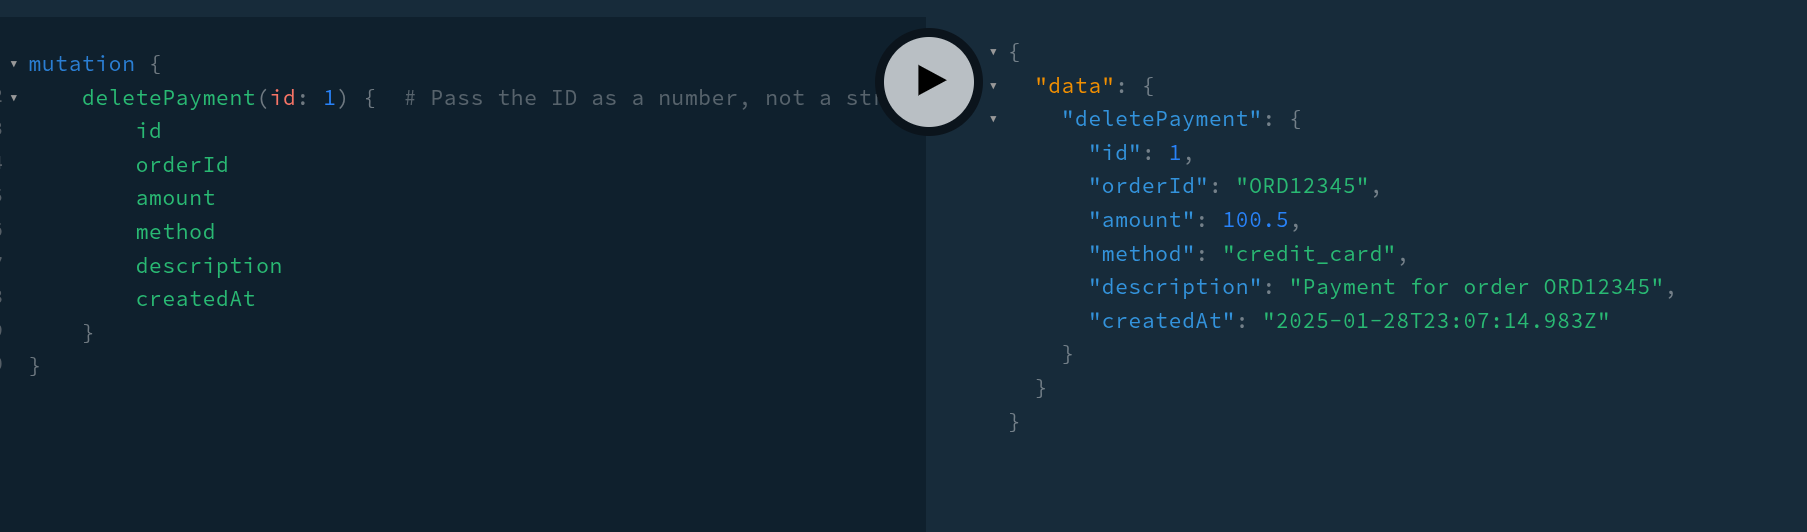 mutation {
    deletePayment(id: 1) {  # Pass the ID as a number, not a
        id
        orderId
        amount
        method
        description
        createdAt
    }
}
{
  "data": {
    "deletePayment": {
      "id": 1,
      "orderId": "ORD12345",
      "amount": 100.5,
      "method": "credit_card",
      "description": "Payment for order ORD12345",
      "createdAt": "2025-01-28T23:07:14.983Z"
    }
  }
}